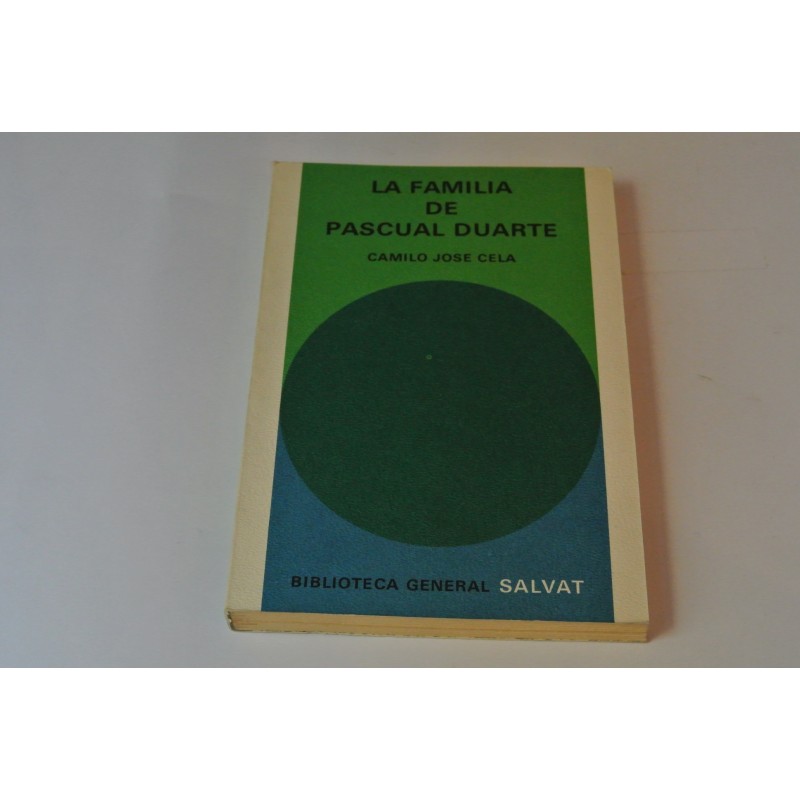 LA FAMILIA
DE
PASCUAL DUARTE
CAMILO JOSE CELA
BIBLIOTECA GENERAL SALVAT